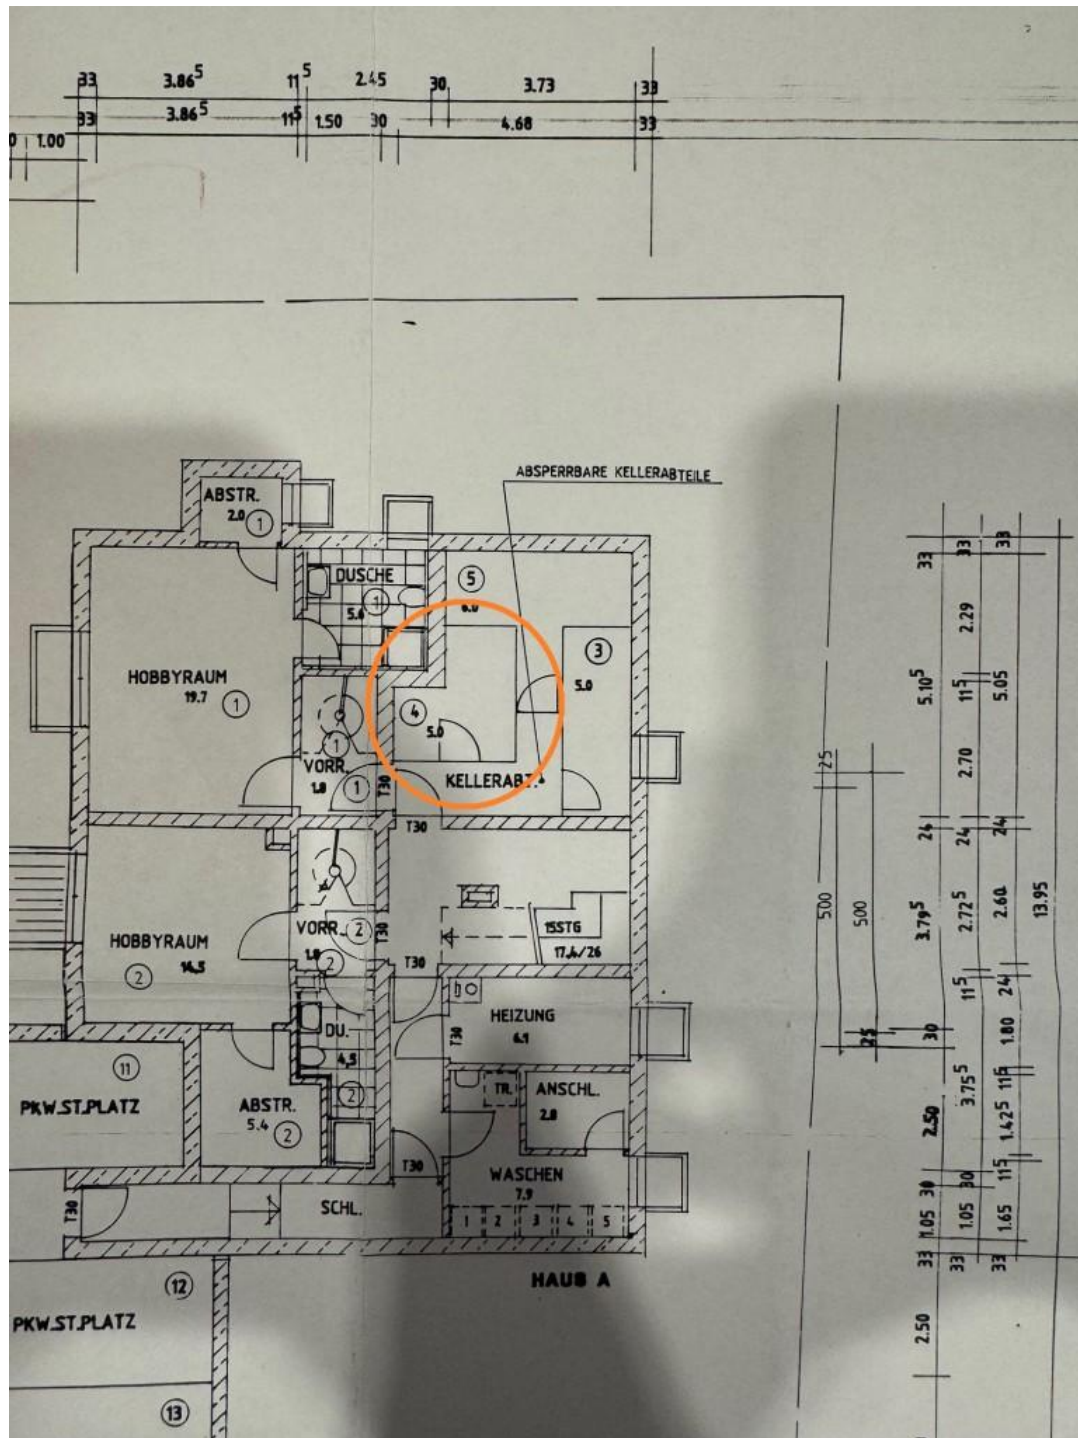 33 3.86⁵ 11⁵ 2.45 30 3.73 33
33 3.86⁵ 11⁵ 1.50 30 4.68 33
1.00
ABSPERRBARE KELLERABTEILE
ABSTR.
2.0 1
DUSCHE
5.6 1
5
6.0
3
5.0
HOBBYRAUM
19.7 1
4
5.0
1
VORR.
1.8 1
T30
KELLERABT.
T30
HOBBYRAUM
14,5
2
VORR. 2
1.8 2
T30
T30
15STG
17,4/26
HEIZUNG
6.1
T30
DU.
4,5
2
11
PKW.ST.PLATZ
ABSTR.
5.4 2
TR.
ANSCHL.
2.8
T30
WASCHEN
7.9
1 2 3 4 5
T30
SCHL.
HAUS A
12
PKW.ST.PLATZ
13
25
500
500
25
33 5.10⁵ 24 3.79⁵ 30 2.50 30 1.05 33 2.50
33 2.29 11⁵ 2.70 24 2.72⁵ 11⁵ 3.75⁵ 30 1.05 33
33 5.05 24 2.60 24 1.80 11⁵ 1.42⁵ 11⁵ 1.65 33
13.95